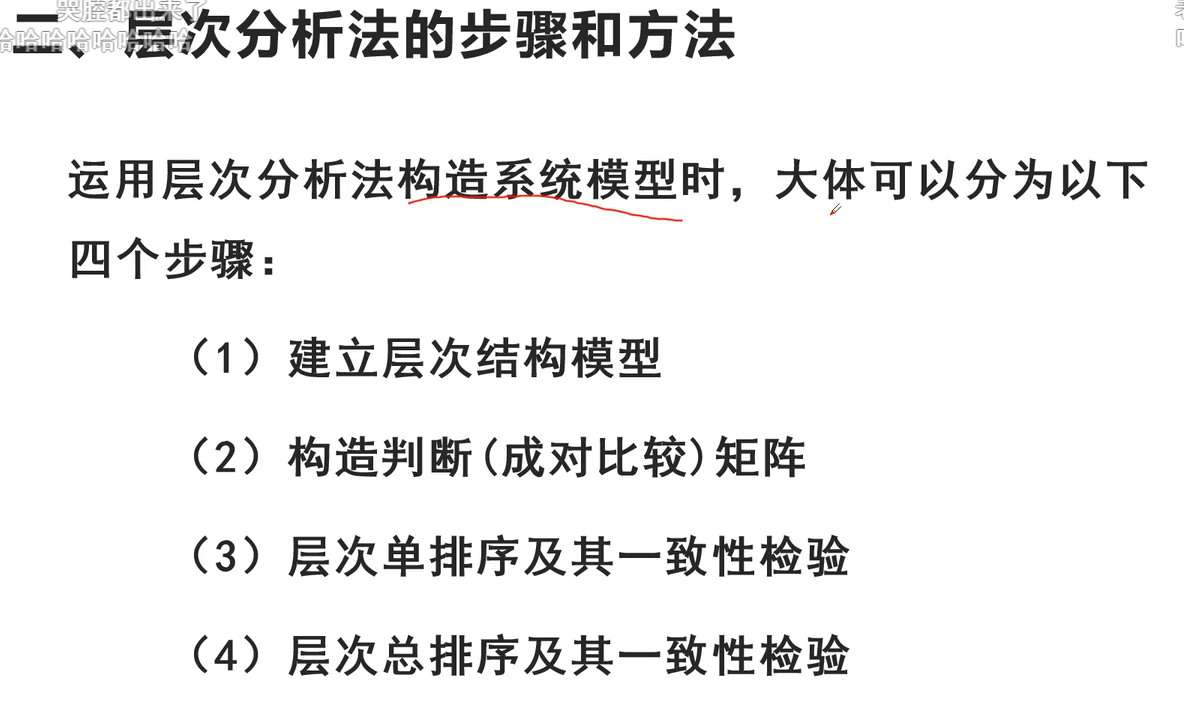 哭腔都出来了
哈哈哈哈哈哈哈哈
二、层次分析法的步骤和方法
运用层次分析法构造系统模型时，大体可以分为以下
四个步骤：
（1）建立层次结构模型
（2）构造判断(成对比较)矩阵
（3）层次单排序及其一致性检验
（4）层次总排序及其一致性检验